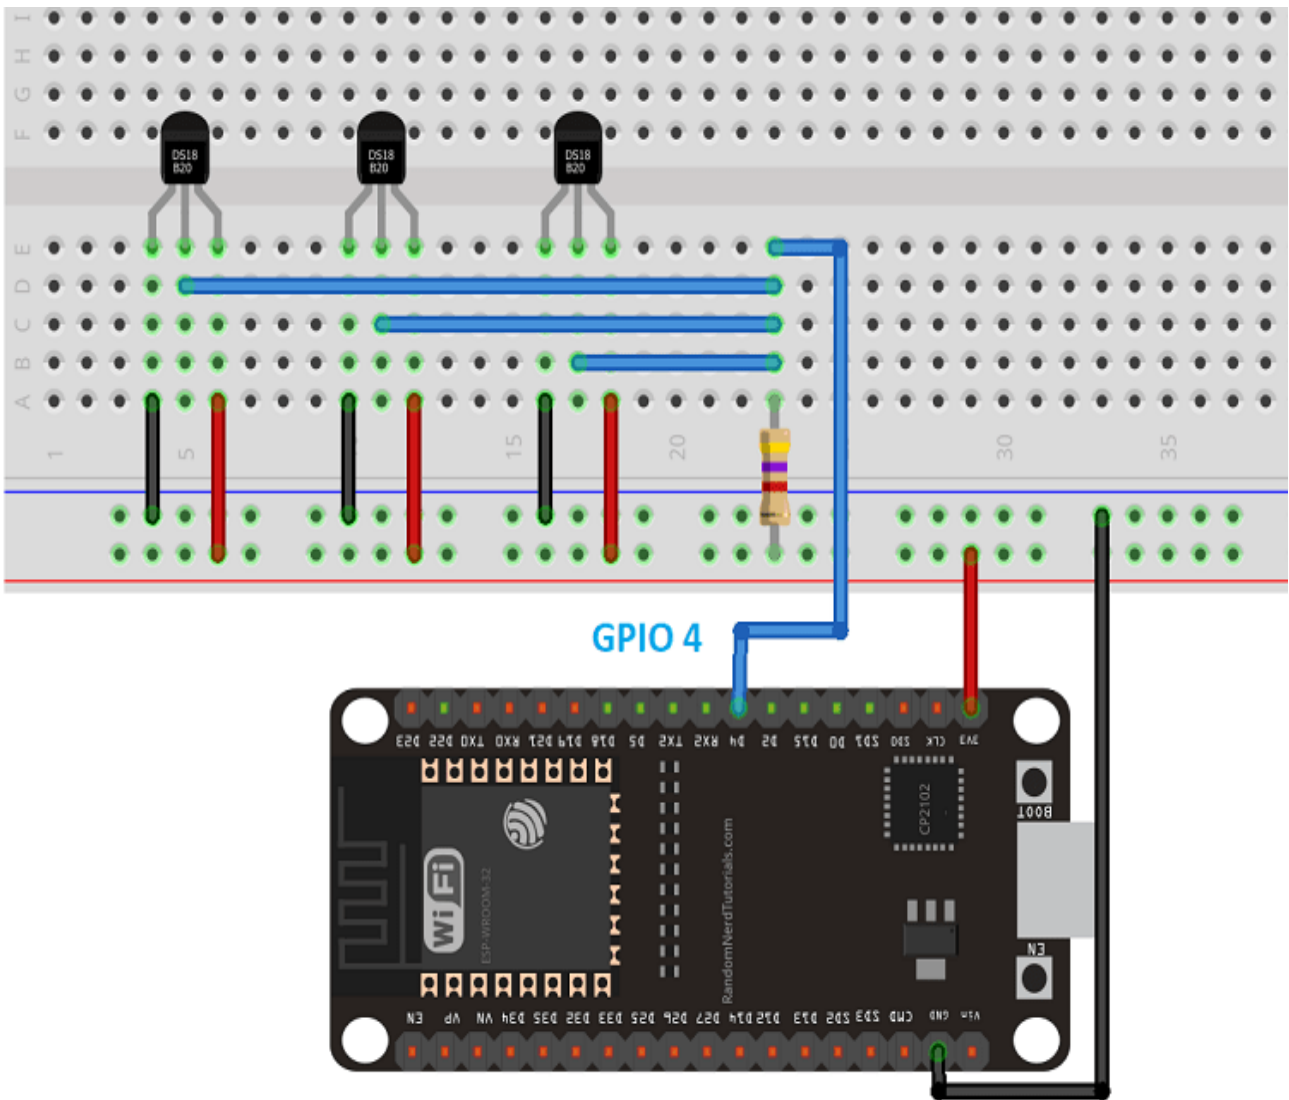 I
H
G
F
DS18
B20
DS18
B20
DS18
B20
E
D
C
B
A
1
5
15
20
30
35
GPIO 4
D23 D22 TX0 RX0 D21 D19 D18 D5 TX2 RX2 D4 D2 D15 D0 SD1 SD0 CLK 3V3
BOOT
CP2102
WiFi
ESP-WROOM-32
RandomNerdTutorials.com
EN
EN VP VN D34 D35 D32 D33 D25 D26 D27 D14 D12 D13 SD2 SD3 CMD GND Vin